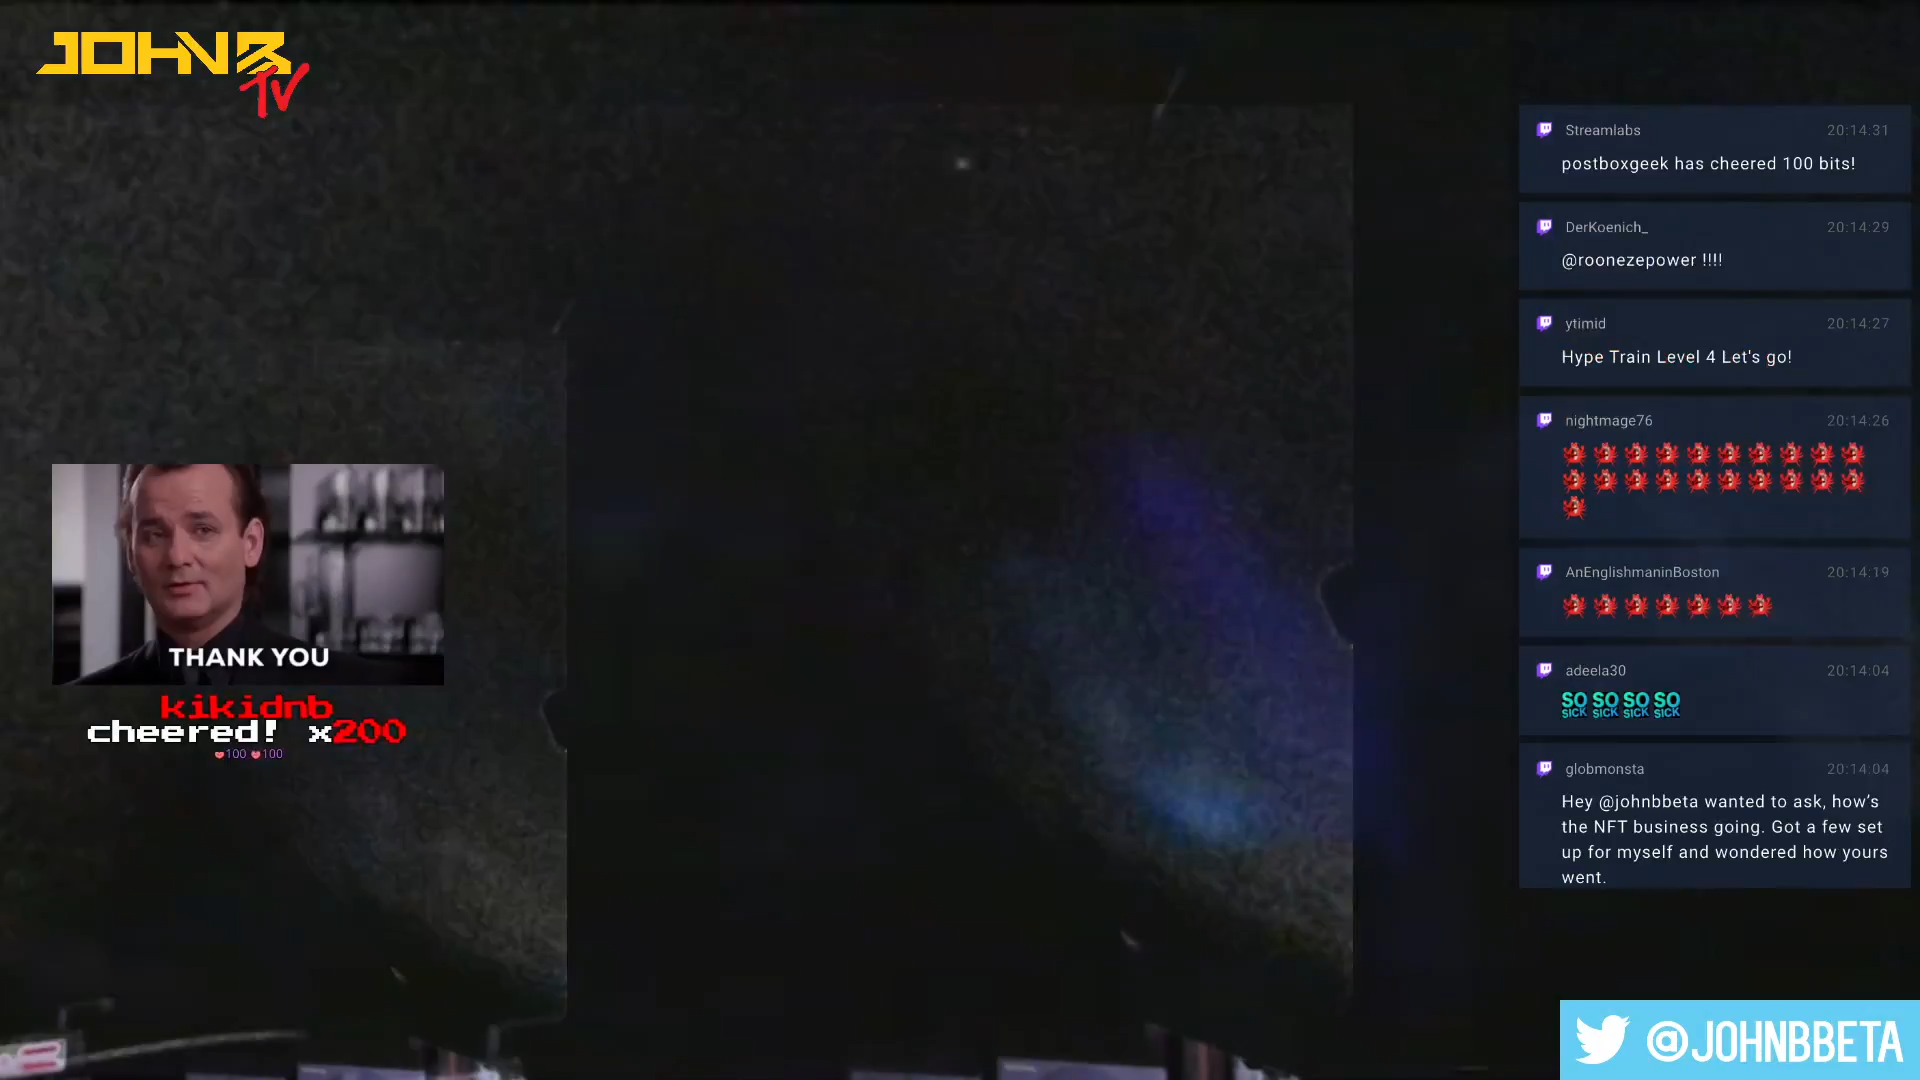 JOHN B
TV
Streamlabs 20:14:31
postboxgeek has cheered 100 bits!
DerKoenich_ 20:14:29
@roonezepower !!!!
ytimid 20:14:27
Hype Train Level 4 Let's go!
nightmage76 20:14:26
AnEnglishmaninBoston 20:14:19
adeela30 20:14:04
SO SO SO SO
SICK SICK SICK SICK
globmonsta 20:14:04
Hey @johnbbeta wanted to ask, how's
the NFT business going. Got a few set
up for myself and wondered how yours
went.
THANK YOU
kikidnb
cheered! x200
100 100
@JOHNBBETA